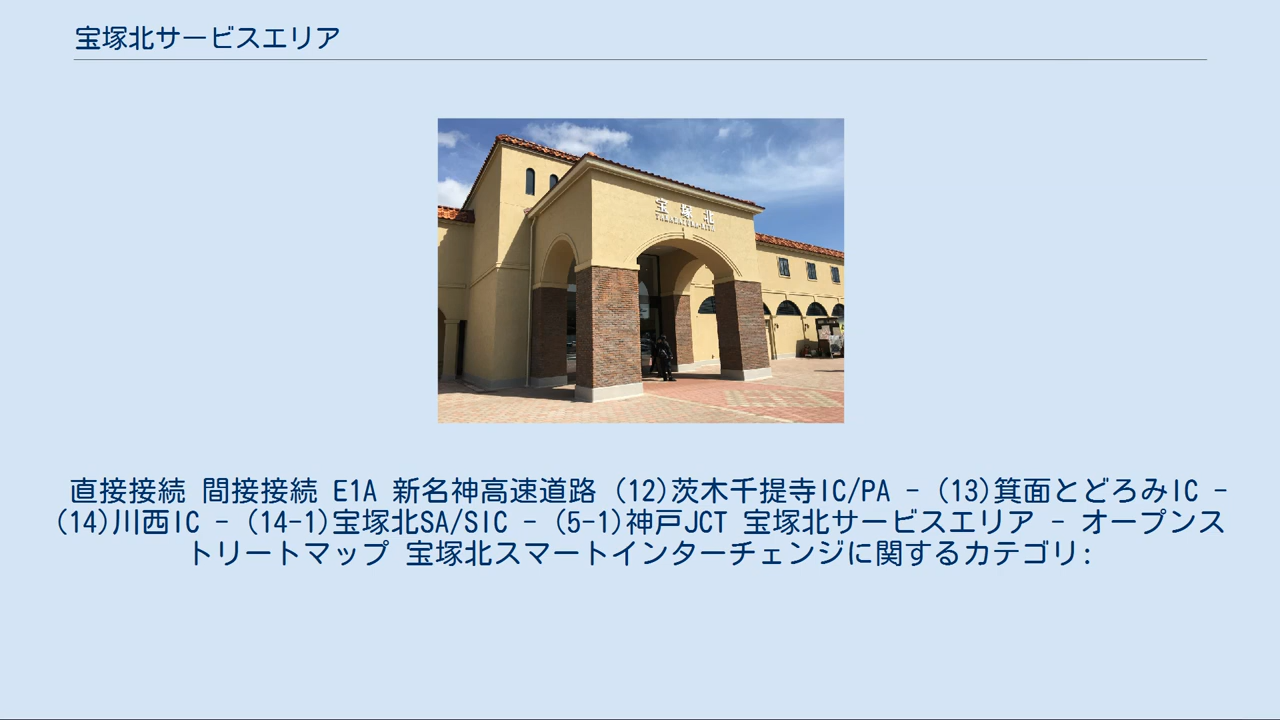 宝塚北サービスエリア
宝塚北
TAKARAZUKA-KITA
直接接続 間接接続 E1A 新名神高速道路 (12)茨木千提寺IC/PA - (13)箕面とどろみIC -
(14)川西IC - (14-1)宝塚北SA/SIC - (5-1)神戸JCT 宝塚北サービスエリア - オープンス
トリートマップ 宝塚北スマートインターチェンジに関するカテゴリ: